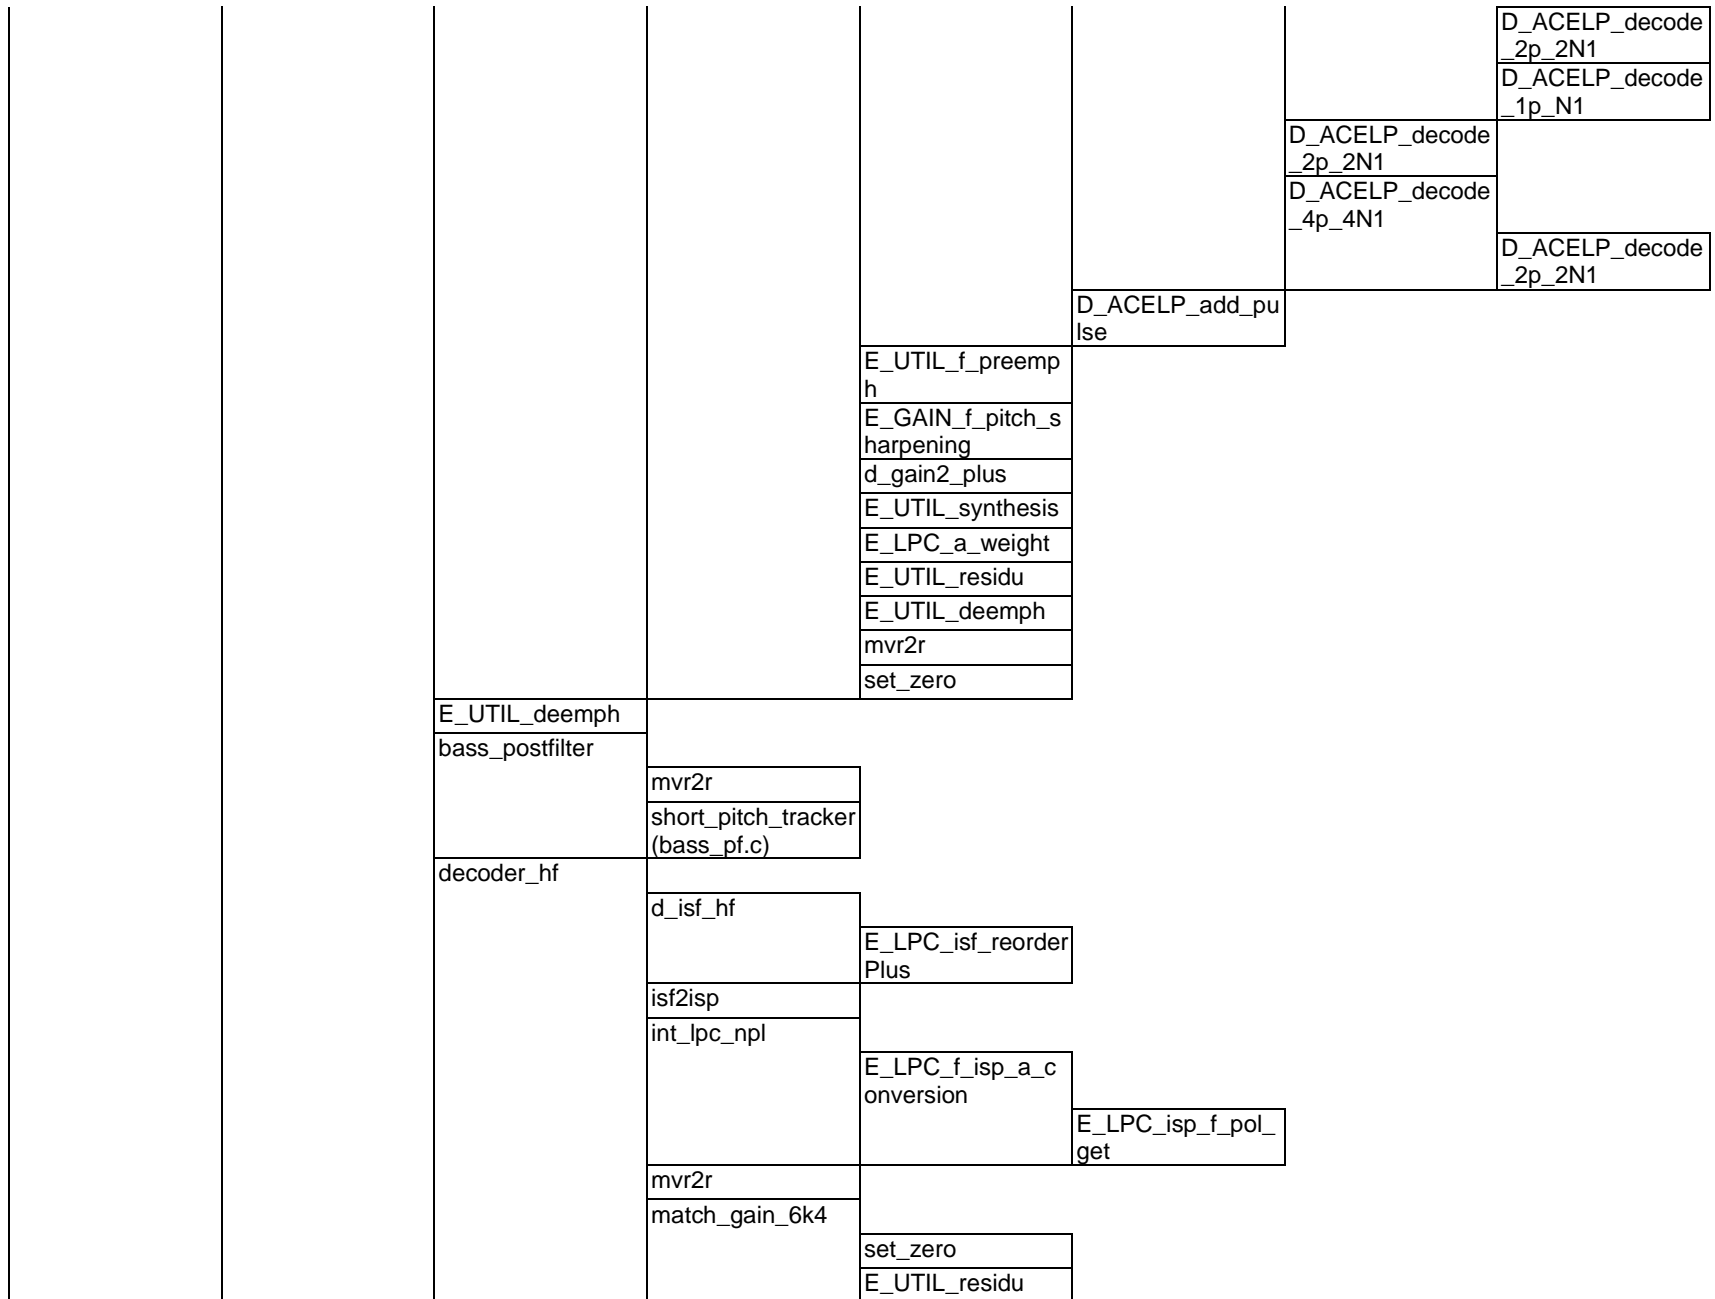 D_ACELP_decode
_2p_2N1
D_ACELP_decode
_1p_N1
D_ACELP_decode
_2p_2N1
D_ACELP_decode
_4p_4N1
D_ACELP_decode
_2p_2N1
D_ACELP_add_pu
lse
E_UTIL_f_preemp
h
E_GAIN_f_pitch_s
harpening
d_gain2_plus
E_UTIL_synthesis
E_LPC_a_weight
E_UTIL_residu
E_UTIL_deemph
mvr2r
set_zero
E_UTIL_deemph
bass_postfilter
mvr2r
short_pitch_tracker
(bass_pf.c)
decoder_hf
d_isf_hf
E_LPC_isf_reorder
Plus
isf2isp
int_lpc_npl
E_LPC_f_isp_a_c
onversion
E_LPC_isp_f_pol_
get
mvr2r
match_gain_6k4
set_zero
E_UTIL_residu